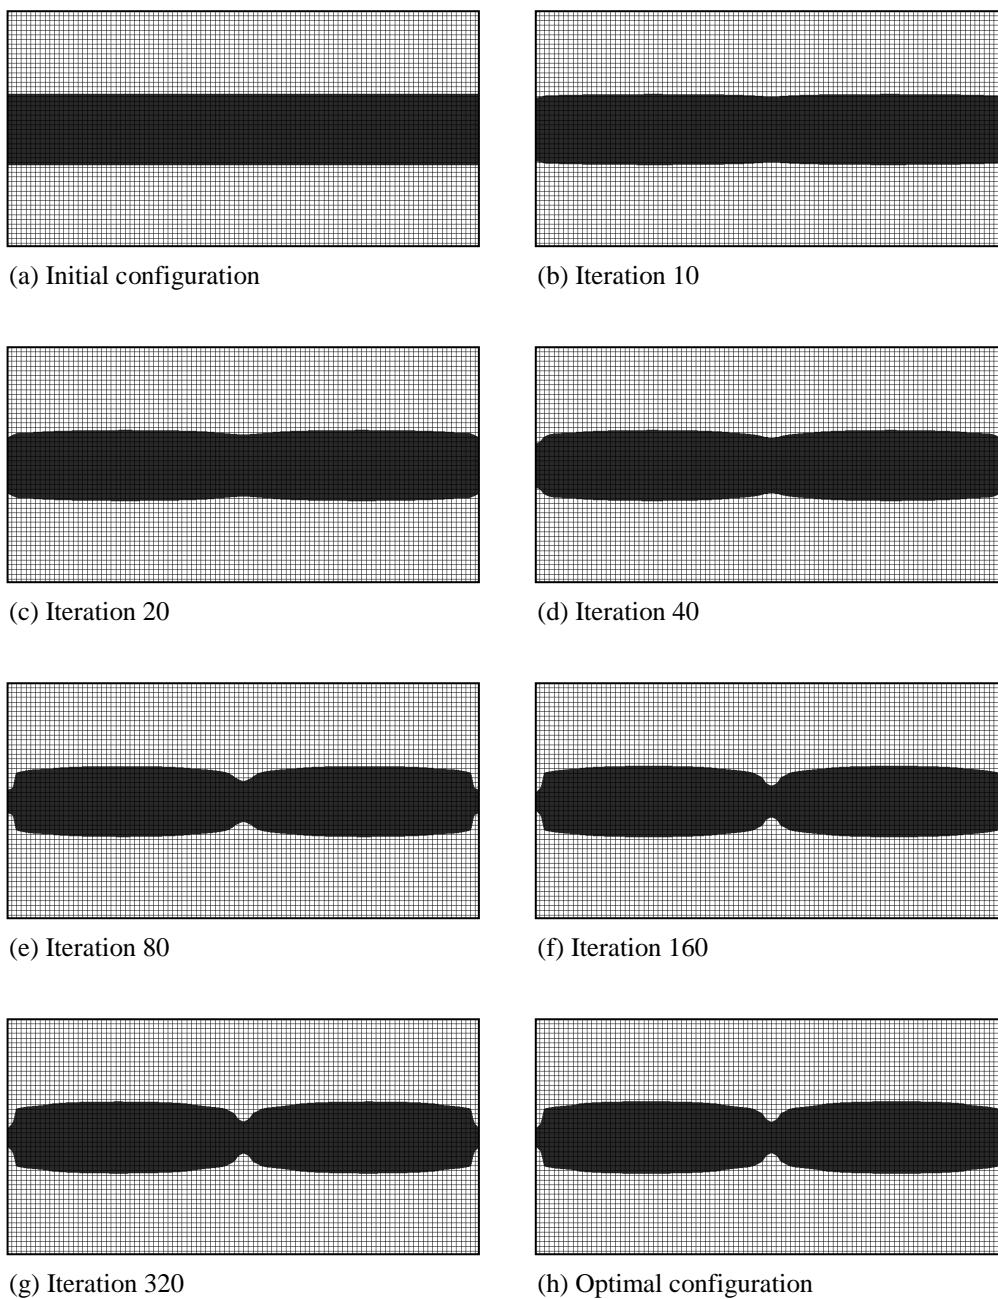 (a) Initial configuration
(b) Iteration 10
(c) Iteration 20
(d) Iteration 40
(e) Iteration 80
(f) Iteration 160
(g) Iteration 320
(h) Optimal configuration